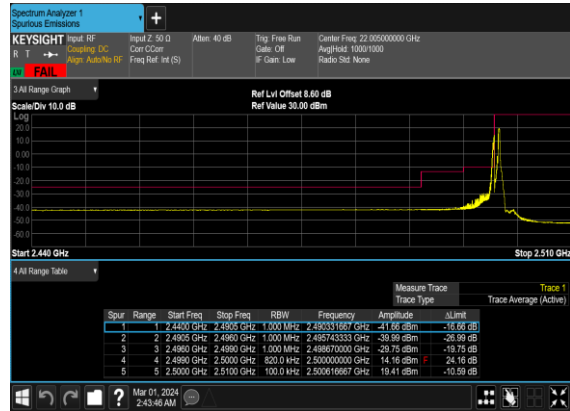 Spectrum Analyzer 1
Spurious Emissions
+
KEYSIGHT Input: RF Input Z: 50 Ω Atten: 40 dB Trig: Free Run Center Freq: 22.005000000 GHz
R T Coupling: DC Corr CCorr Gate: Off Avg|Hold: 1000/1000
Align: Auto/No RF Freq Ref: Int (S) IF Gain: Low Radio Std: None
LW FAIL
3 All Range Graph Ref Lvl Offset 8.60 dB
Scale/Div 10.0 dB Ref Value 30.00 dBm
Log
20.0
10.0
0.00
-10.0
-20.0
-30.0
-40.0
-50.0
-60.0
Start 2.440 GHz Stop 2.510 GHz
4 All Range Table
Measure Trace Trace 1
Trace Type Trace Average (Active)
Spur Range Start Freq Stop Freq RBW Frequency Amplitude ΔLimit
1 1 2.4400 GHz 2.4905 GHz 1.000 MHz 2.490331667 GHz -41.66 dBm -16.66 dB
2 2 2.4905 GHz 2.4960 GHz 1.000 MHz 2.495743333 GHz -39.99 dBm -26.99 dB
3 3 2.4960 GHz 2.4990 GHz 1.000 MHz 2.498670000 GHz -29.75 dBm -19.75 dB
4 4 2.4990 GHz 2.5000 GHz 820.0 kHz 2.500000000 GHz 14.16 dBm F 24.16 dB
5 5 2.5000 GHz 2.5100 GHz 100.0 kHz 2.500616667 GHz 19.41 dBm -10.59 dB
? Mar 01, 2024
2:43:46 AM